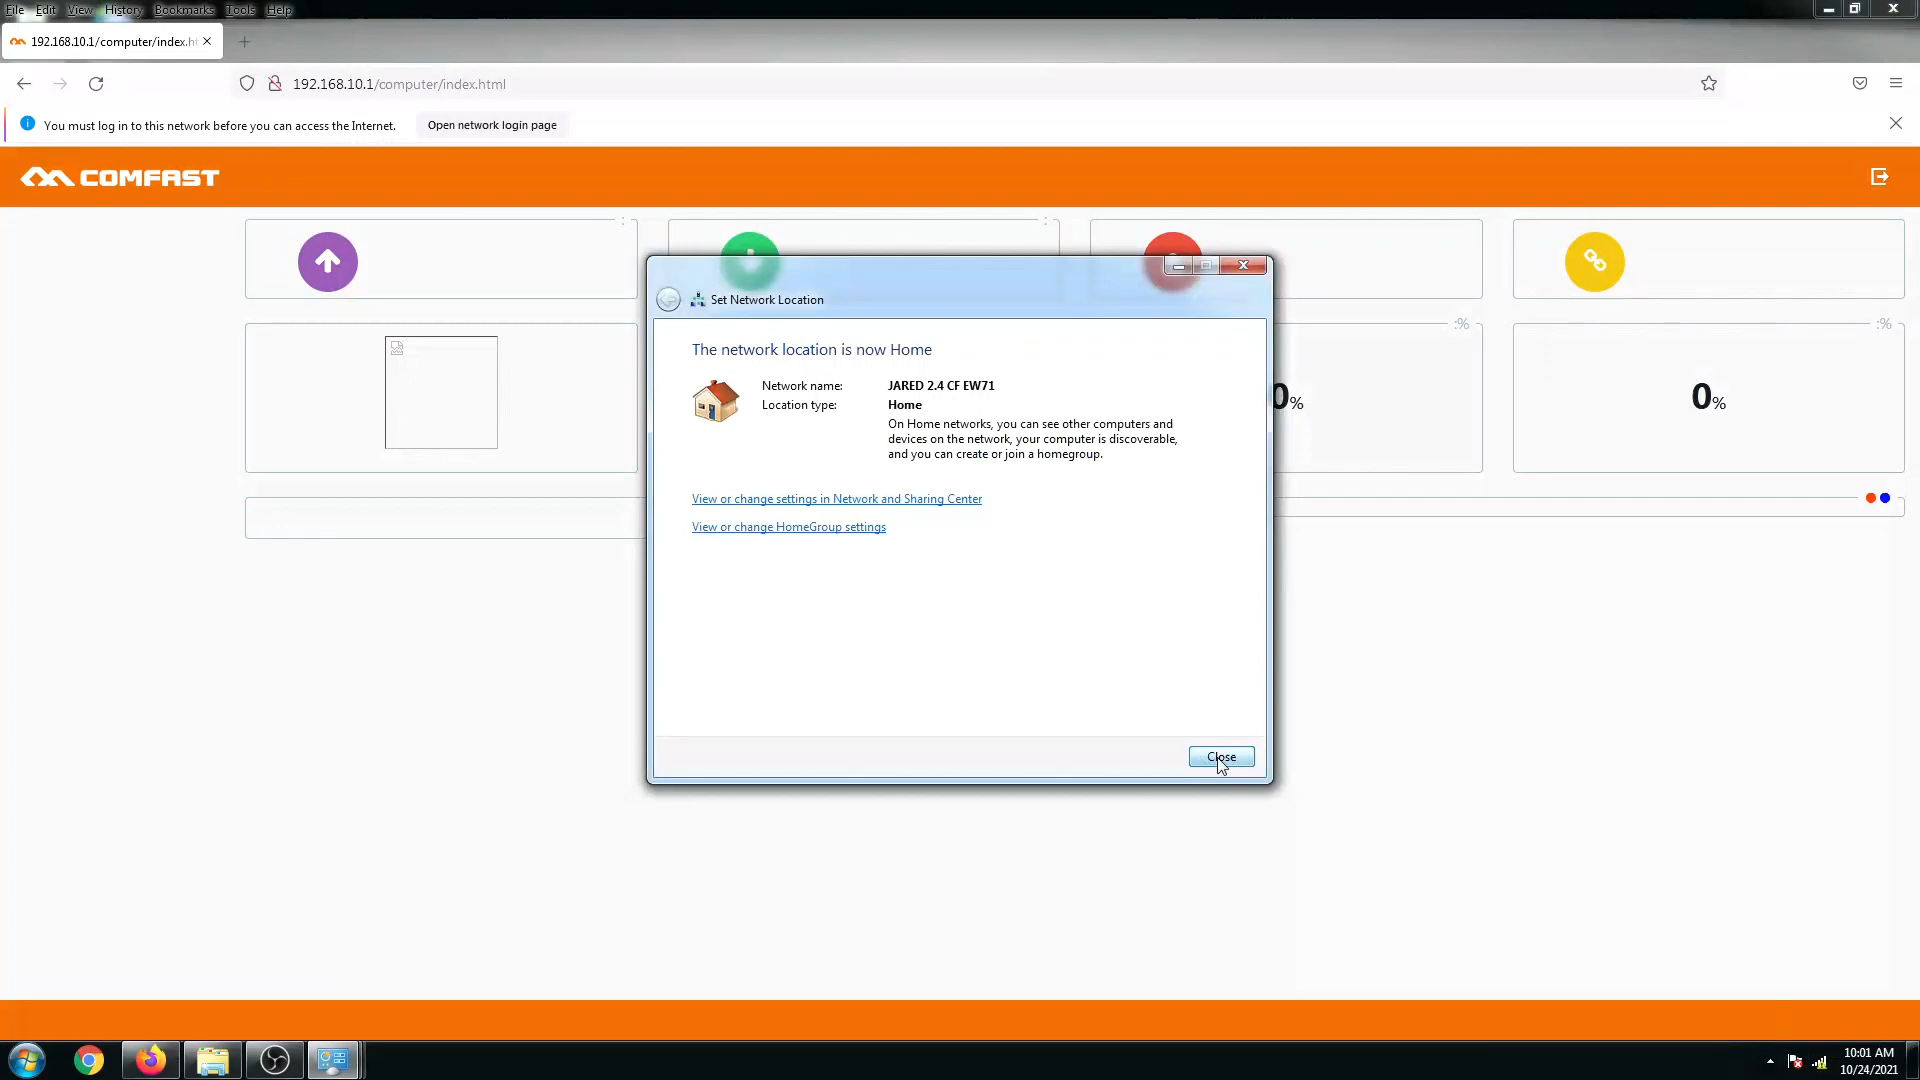 File Edit View History Bookmarks Tools Help
192.168.10.1/computer/index.ht
192.168.10.1/computer/index.html
You must log in to this network before you can access the Internet. Open network login page
COMFAST
:
:
Set Network Location
:%
:%
The network location is now Home
Network name: JARED 2.4 CF EW71
Location type: Home
On Home networks, you can see other computers and
devices on the network, your computer is discoverable,
and you can create or join a homegroup.
0%
0%
View or change settings in Network and Sharing Center
View or change HomeGroup settings
Close
10:01 AM
10/24/2021